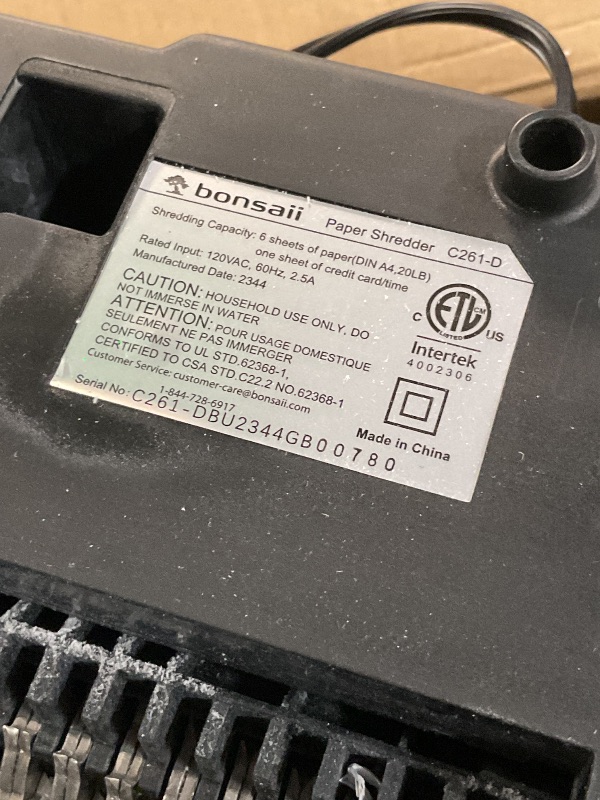 bonsaii Paper Shredder C261-D
Shredding Capacity: 6 sheets of paper(DIN A4,20LB)
one sheet of credit card/time
Rated Input: 120VAC, 60Hz, 2.5A
Manufactured Date: 2344
CAUTION: HOUSEHOLD USE ONLY. DO
NOT IMMERSE IN WATER
ATTENTION: POUR USAGE DOMESTIQUE
SEULEMENT NE PAS IMMERGER
CONFORMS TO UL STD.62368-1,
CERTIFIED TO CSA STD.C22.2 NO.62368-1
Customer Service: customer-care@bonsaii.com
1-844-728-6917
Serial No: C261-DBU2344GB00780
C ETL CM US
LISTED
Intertek
4002306
Made in China